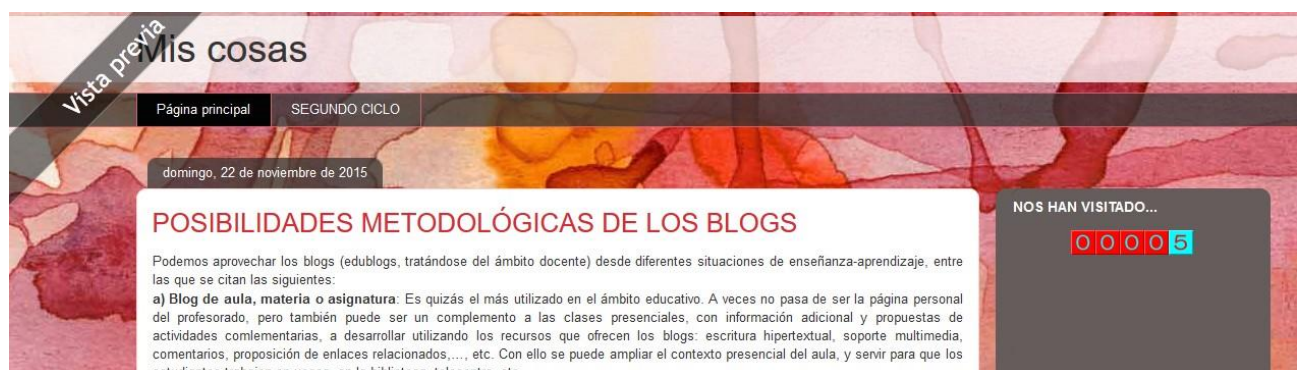 Vista previa
Mis cosas
Página principal SEGUNDO CICLO
domingo, 22 de noviembre de 2015
POSIBILIDADES METODOLÓGICAS DE LOS BLOGS
Podemos aprovechar los blogs (edublogs, tratándose del ámbito docente) desde diferentes situaciones de enseñanza-aprendizaje, entre
las que se citan las siguientes:
a) Blog de aula, materia o asignatura: Es quizás el más utilizado en el ámbito educativo. A veces no pasa de ser la página personal
del profesorado, pero también puede ser un complemento a las clases presenciales, con información adicional y propuestas de
actividades comlementarias, a desarrollar utilizando los recursos que ofrecen los blogs: escritura hipertextual, soporte multimedia,
comentarios, proposición de enlaces relacionados,…, etc. Con ello se puede ampliar el contexto presencial del aula, y servir para que los
NOS HAN VISITADO...
00005